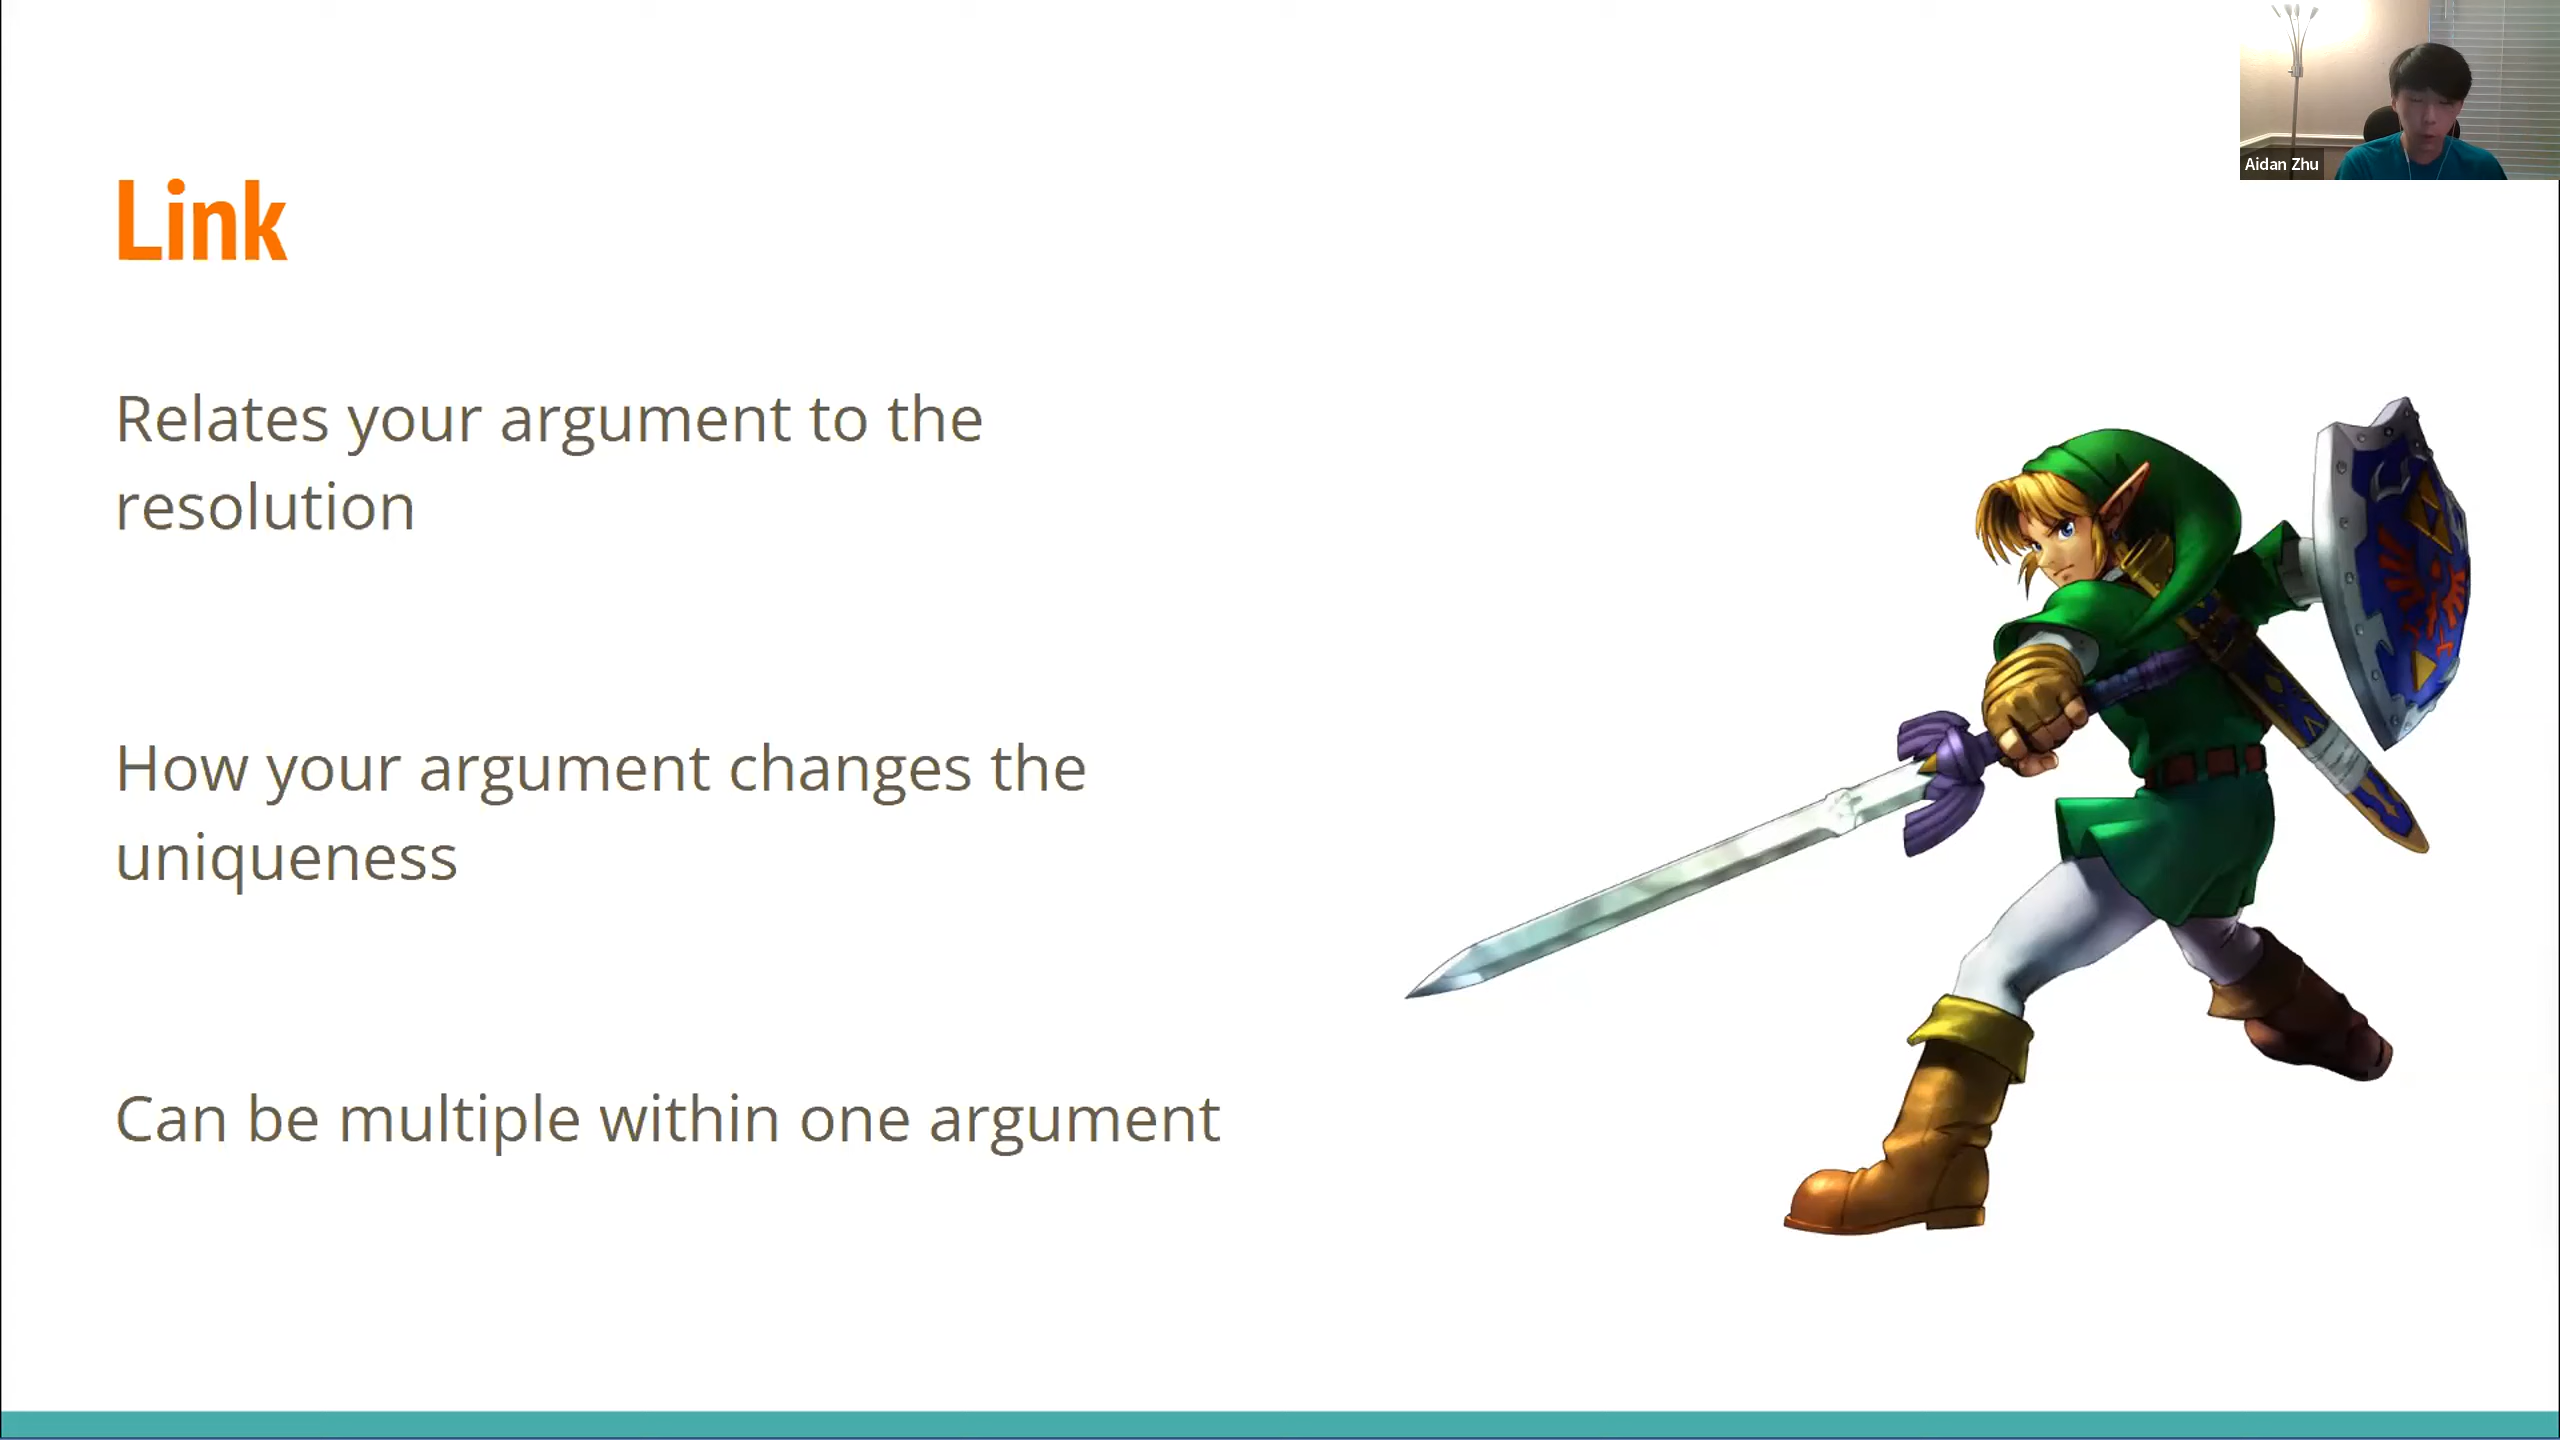 Aidan Zhu
Link
Relates your argument to the
resolution
How your argument changes the
uniqueness
Can be multiple within one argument